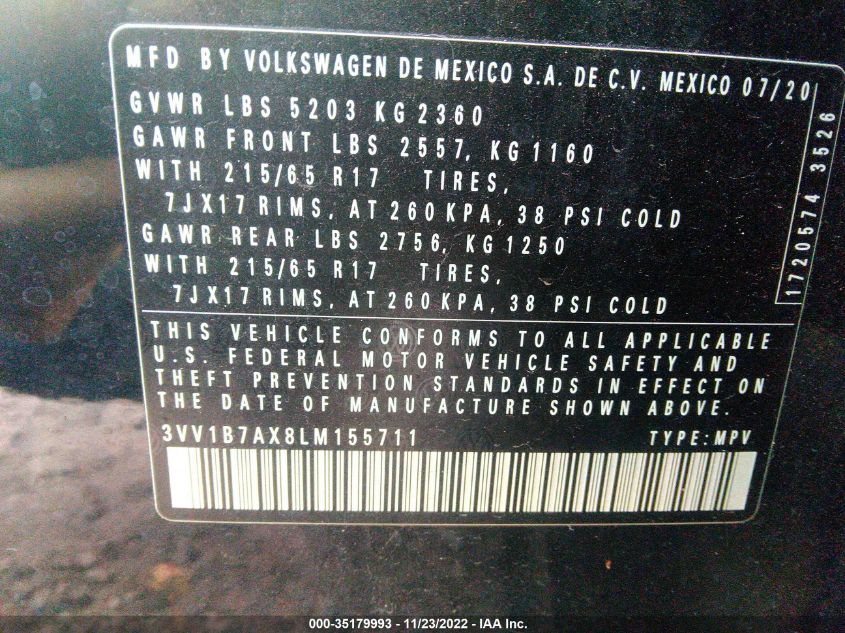 MFD BY VOLKSWAGEN DE MEXICO S.A. DE C.V. MEXICO 07/20
GVWR LBS 5203 KG 2360
GAWR FRONT LBS 2557, KG 1160
WITH 215/65 R17 TIRES,
7JX17 RIMS, AT 260 KPA, 38 PSI COLD
GAWR REAR LBS 2756, KG 1250
WITH 215/65 R17 TIRES,
7JX17 RIMS, AT 260 KPA, 38 PSI COLD
1720574 3526
THIS VEHICLE CONFORMS TO ALL APPLICABLE
U.S. FEDERAL MOTOR VEHICLE SAFETY AND
THEFT PREVENTION STANDARDS IN EFFECT ON
THE DATE OF MANUFACTURE SHOWN ABOVE.
3VV1B7AX8LM155711 TYPE: MPV
000-35179993 - 11/23/2022 - IAA Inc.